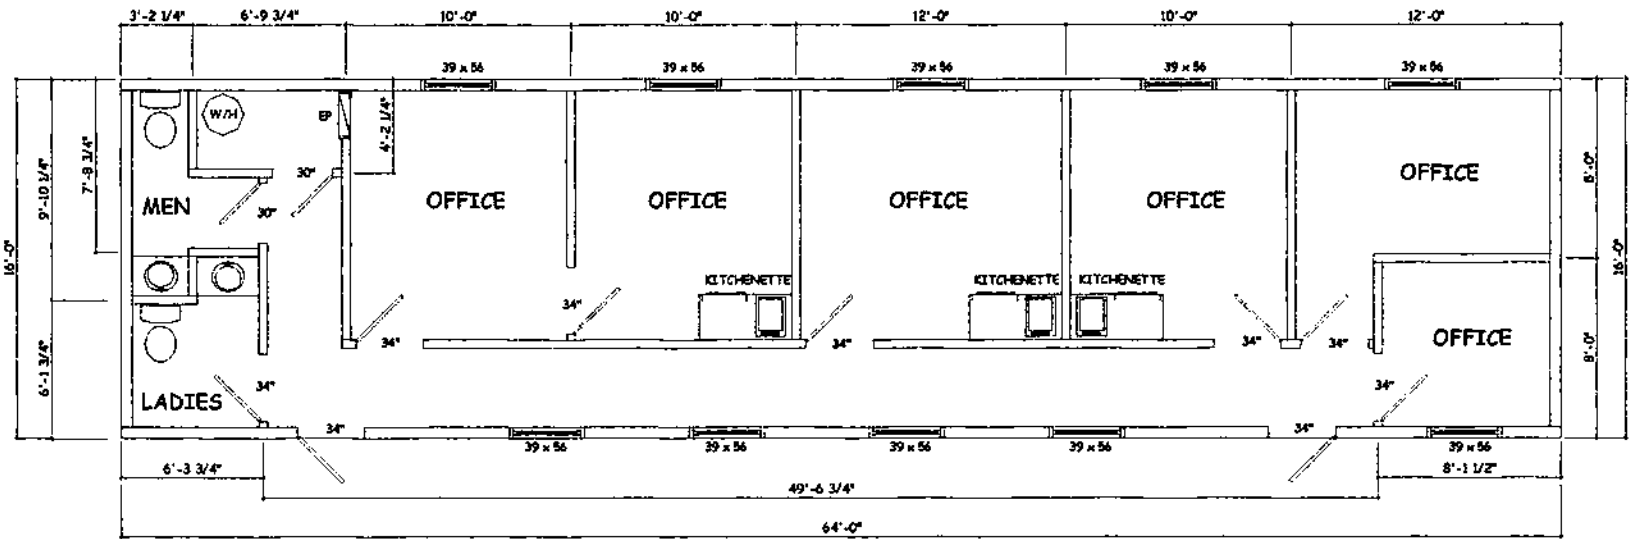 3'-2 1/4" 6'-9 3/4" 10'-0" 10'-0" 12'-0" 10'-0" 12'-0"
39 x 56 39 x 56 39 x 56 39 x 56 39 x 56
W/H EP 4'-2 1/4"
7'-8 3/4"
9'-10 1/4"
30"
8'-0"
OFFICE
MEN 30" OFFICE OFFICE OFFICE OFFICE
16'-0" 16'-0"
KITCHENETTE KITCHENETTE KITCHENETTE
34"
34" 34" 34" 34"
OFFICE
8'-0"
6'-1 3/4"
34" 34"
LADIES
34" 34"
39 x 56 39 x 56 39 x 56 39 x 56 39 x 56
6'-3 3/4" 8'-1 1/2"
49'-6 3/4"
64'-0"